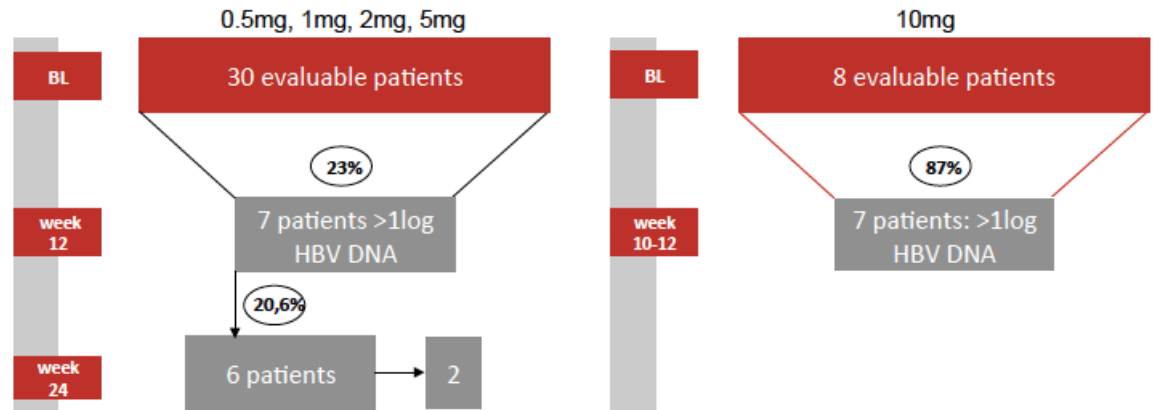 0.5mg, 1mg, 2mg, 5mg
BL
30 evaluable patients
23%
week
12
7 patients >1log
HBV DNA
20,6%
week
24
6 patients
2
10mg
BL
8 evaluable patients
87%
week
10-12
7 patients: >1log
HBV DNA